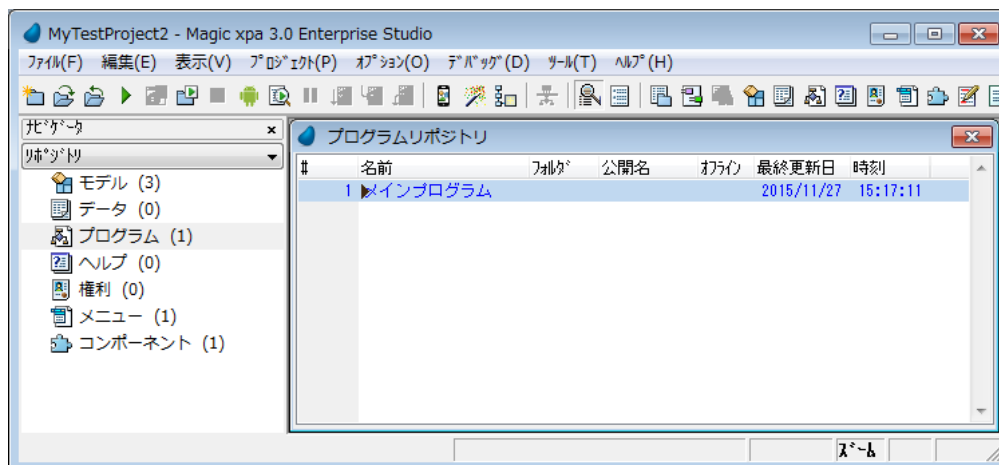 MyTestProject2 - Magic xpa 3.0 Enterprise Studio
ﾌｧｲﾙ(F) 編集(E) 表示(V) ﾌﾟﾛｼﾞｪｸﾄ(P) ｵﾌﾟｼｮﾝ(O) ﾃﾞﾊﾞｯｸﾞ(D) ﾂｰﾙ(T) ﾍﾙﾌﾟ(H)
ﾅﾋﾞｹﾞｰﾀ
ﾘﾎﾟｼﾞﾄﾘ
モデル (3)
データ (0)
プログラム (1)
ヘルプ (0)
権利 (0)
メニュー (1)
コンポーネント (1)
プログラムリポジトリ
# 名前 ﾌｫﾙﾀﾞ 公開名 ｵﾌﾗｲﾝ 最終更新日 時刻
1 メインプログラム 2015/11/27 15:17:11
ｽﾞｰﾑ